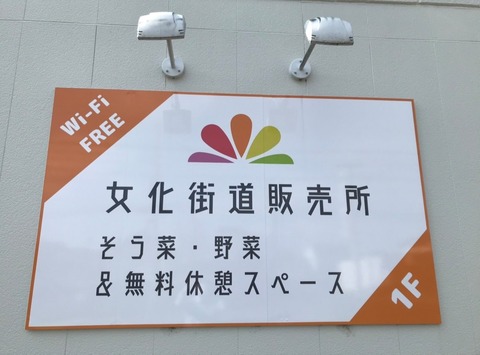 Wi-Fi
FREE
女化街道販売所
そう菜・野菜
&無料休憩スペース
1F